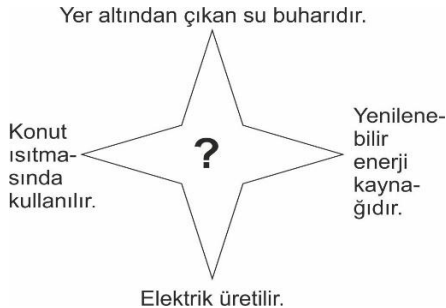 Yer altından çıkan su buharıdır.
Konut
ısıtma-
sında
kullanılır.
?
Yenilene-
bilir
enerji
kayna-
ğıdır.
Elektrik üretilir.